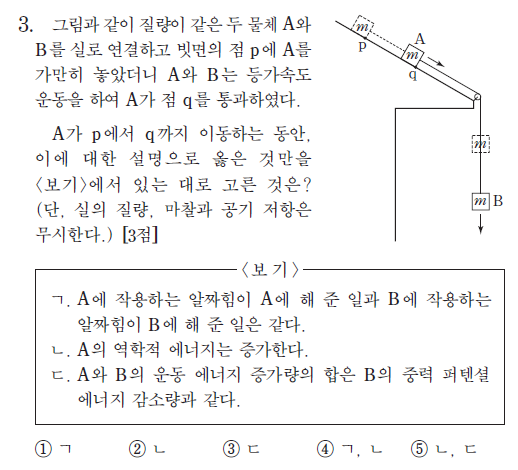 3. 그림과 같이 질량이 같은 두 물체 A와
B를 실로 연결하고 빗면의 점 p에 A를
가만히 놓았더니 A와 B는 등가속도
운동을 하여 A가 점 q를 통과하였다.
A가 p에서 q까지 이동하는 동안,
이에 대한 설명으로 옳은 것만을
<보기>에서 있는 대로 고른 것은?
(단, 실의 질량, 마찰과 공기 저항은
무시한다.) [3점]
m
p
A
m
q
m
m B
<보 기>
ㄱ. A에 작용하는 알짜힘이 A에 해 준 일과 B에 작용하는
알짜힘이 B에 해 준 일은 같다.
ㄴ. A의 역학적 에너지는 증가한다.
ㄷ. A와 B의 운동 에너지 증가량의 합은 B의 중력 퍼텐셜
에너지 감소량과 같다.
① ㄱ ② ㄴ ③ ㄷ ④ ㄱ, ㄴ ⑤ ㄴ, ㄷ